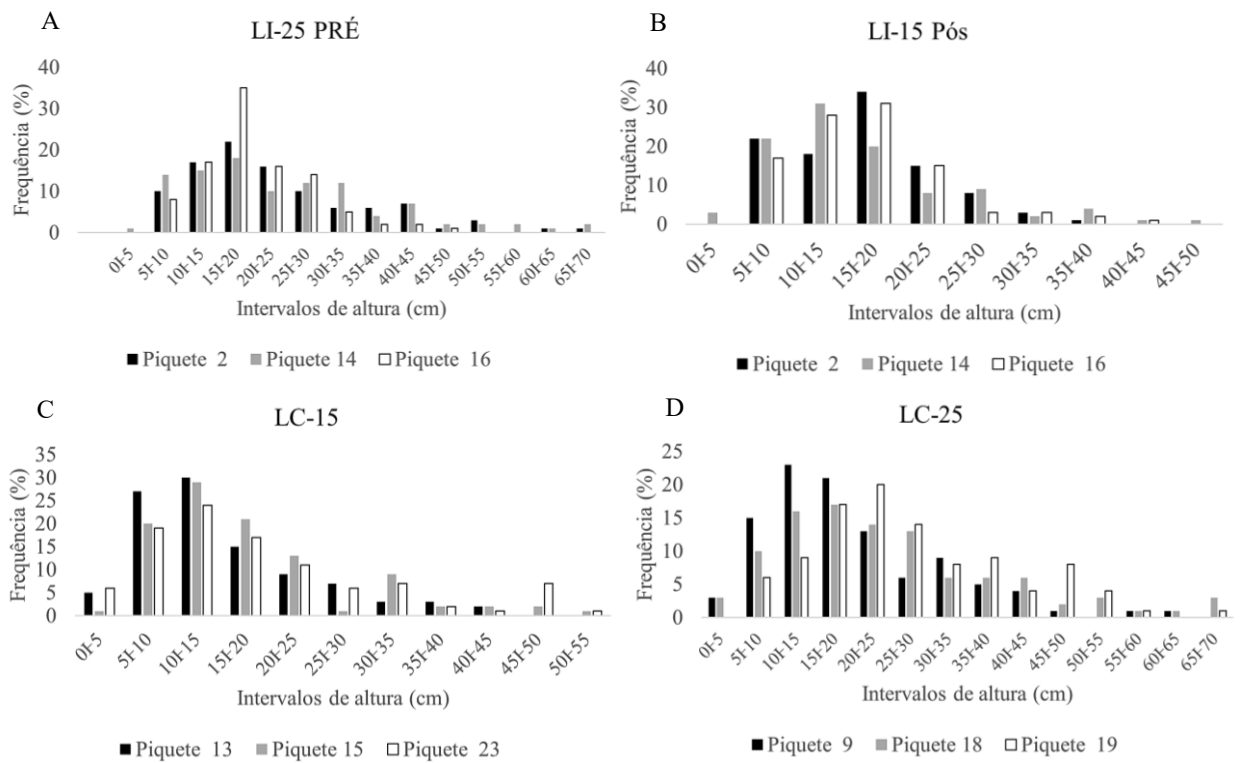 A
LI-25 PRÉ
Frequência (%)
40
30
20
10
0
0I-5 5I-10 10I-15 15I-20 20I-25 25I-30 30I-35 35I-40 40I-45 45I-50 50I-55 55I-60 60I-65 65I-70
Intervalos de altura (cm)
Piquete 2 Piquete 14 Piquete 16
B
LI-15 Pós
Frequência (%)
40
30
20
10
0
0I-5 5I-10 10I-15 15I-20 20I-25 25I-30 30I-35 35I-40 40I-45 45I-50
Intervalos de altura (cm)
Piquete 2 Piquete 14 Piquete 16
C
LC-15
Frequência (%)
35
30
25
20
15
10
5
0
0I-5 5I-10 10I-15 15I-20 20I-25 25I-30 30I-35 35I-40 40I-45 45I-50 50I-55
Intervalos de altura (cm)
Piquete 13 Piquete 15 Piquete 23
D
LC-25
Frequência (%)
25
20
15
10
5
0
0I-5 5I-10 10I-15 15I-20 20I-25 25I-30 30I-35 35I-40 40I-45 45I-50 50I-55 55I-60 60I-65 65I-70
Intervalos de altura (cm)
Piquete 9 Piquete 18 Piquete 19